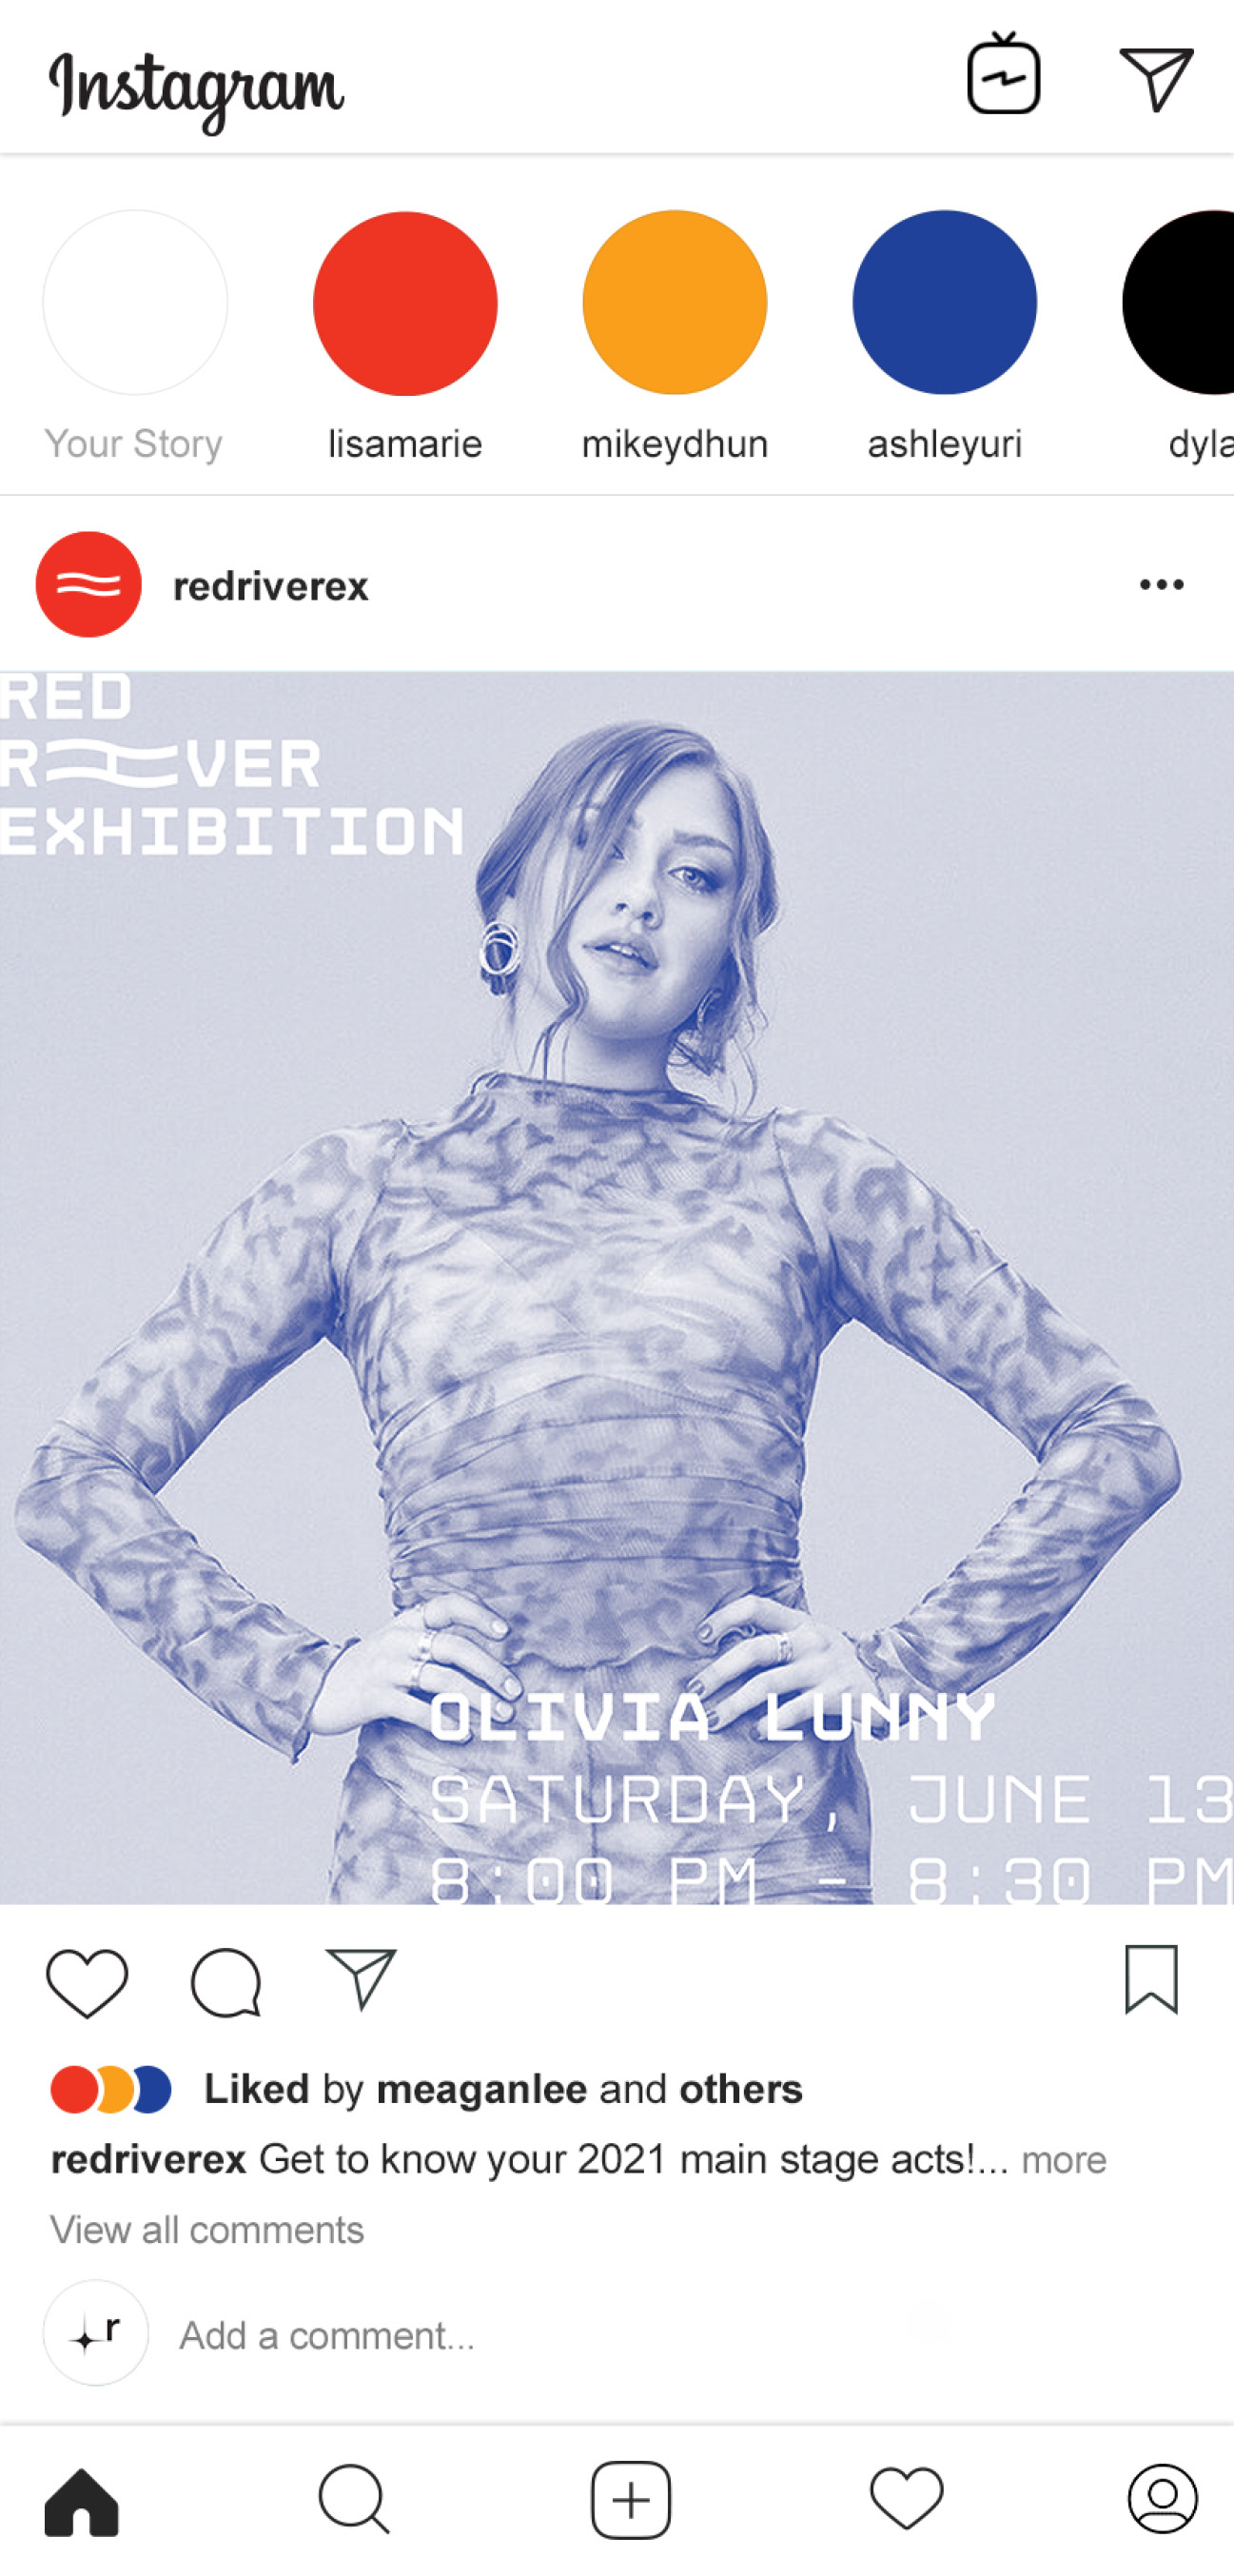 Instagram
Your Story
lisamarie
mikeydhun
ashleyuri
dyla
redriverex
RED
R VER
EXHIBITION
OLIVIA LUNNY
SATURDAY, JUNE 13
8:00 PM - 8:30 PM
Liked by meaganlee and others
redriverex Get to know your 2021 main stage acts!... more
View all comments
r
Add a comment...